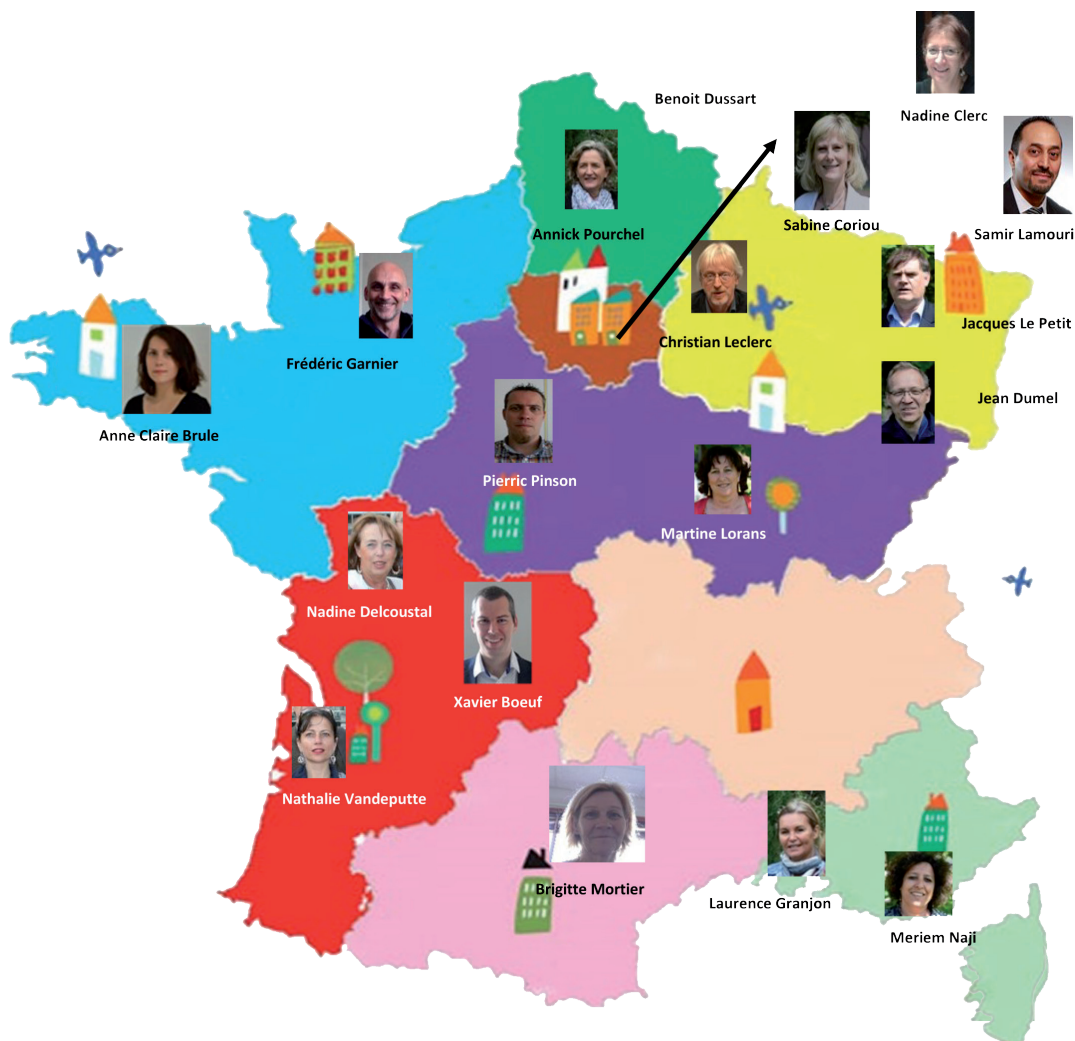 Benoit Dussart
Nadine Clerc
Annick Pourchel
Sabine Coriou
Samir Lamouri
Jacques Le Petit
Christian Leclerc
Frédéric Garnier
Jean Dumel
Anne Claire Brule
Pierric Pinson
Martine Lorans
Nadine Delcoustal
Xavier Boeuf
Nathalie Vandeputte
Brigitte Mortier
Laurence Granjon
Meriem Naji